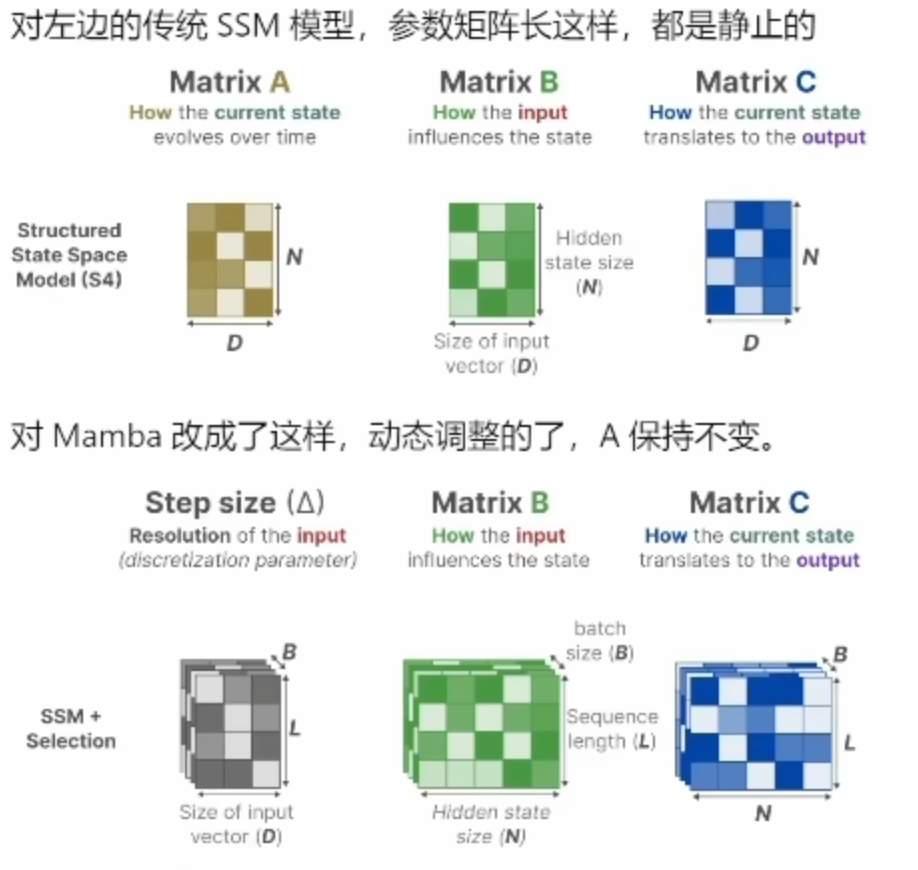 对左边的传统 SSM 模型，参数矩阵长这样，都是静止的
Matrix A
How the current state
evolves over time
Matrix B
How the input
influences the state
Matrix C
How the current state
translates to the output
Structured
State Space
Model (S4)
N
D
Hidden
state size
(N)
Size of input
vector (D)
N
D
对 Mamba 改成了这样，动态调整的了，A 保持不变。
Step size (Δ)
Resolution of the input
(discretization parameter)
Matrix B
How the input
influences the state
Matrix C
How the current state
translates to the output
SSM +
Selection
B
L
Size of input
vector (D)
batch
size (B)
Sequence
length (L)
Hidden state
size (N)
B
L
N